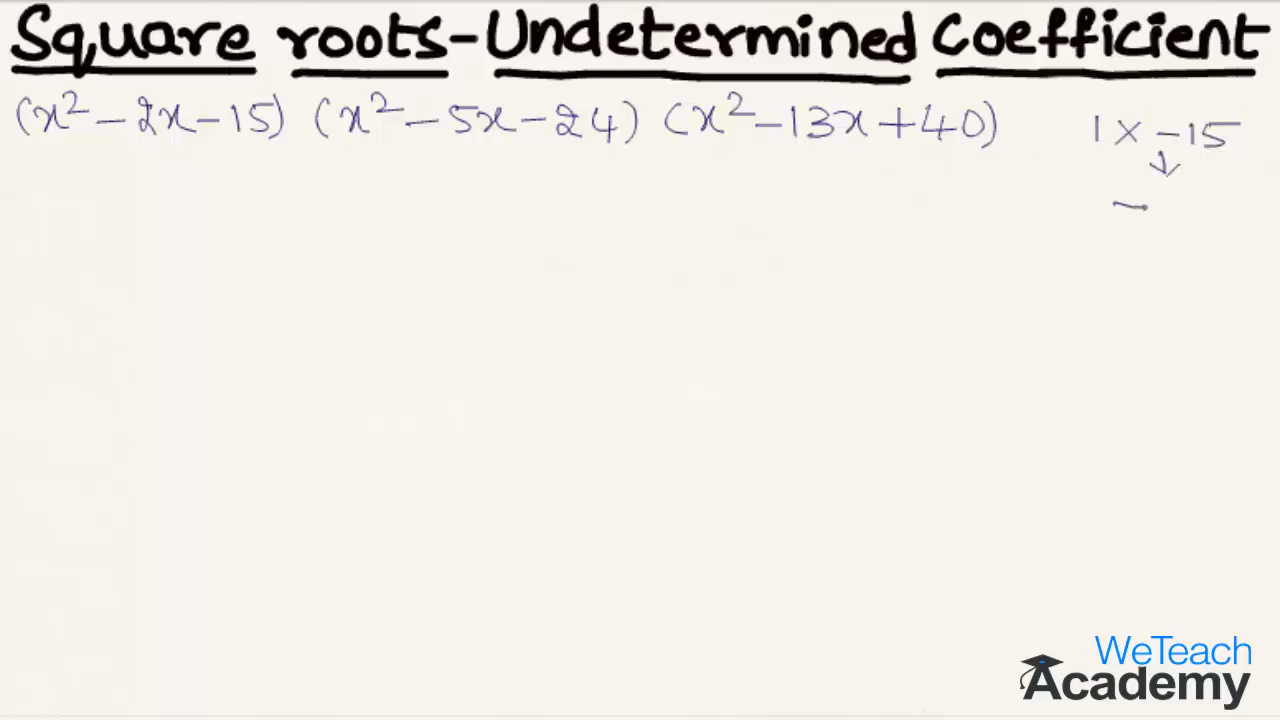 Square roots-Undetermined Coefficient
(x² - 2x - 15) (x² - 5x - 24) (x² - 13x + 40)
1 × -15
↓
-
WeTeach
Academy